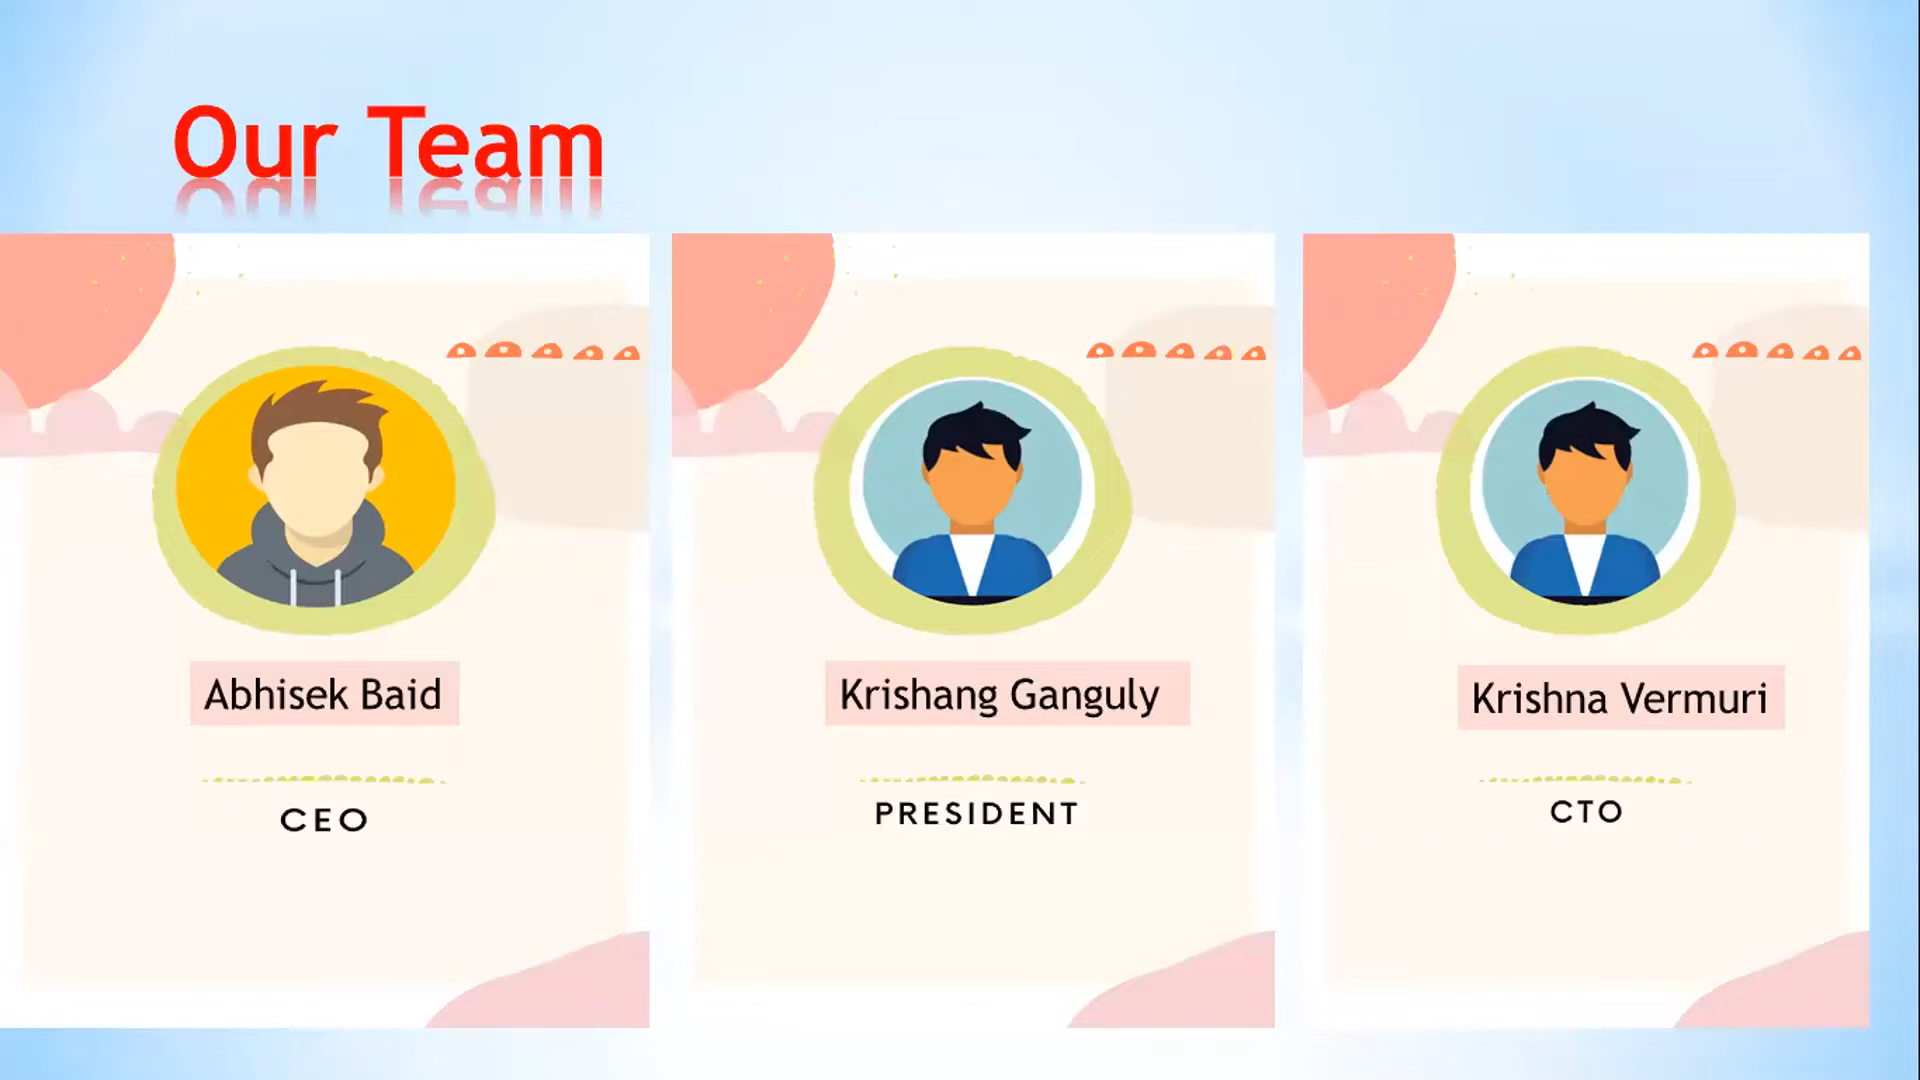 Our Team
Abhisek Baid
CEO
Krishang Ganguly
PRESIDENT
Krishna Vermuri
CTO